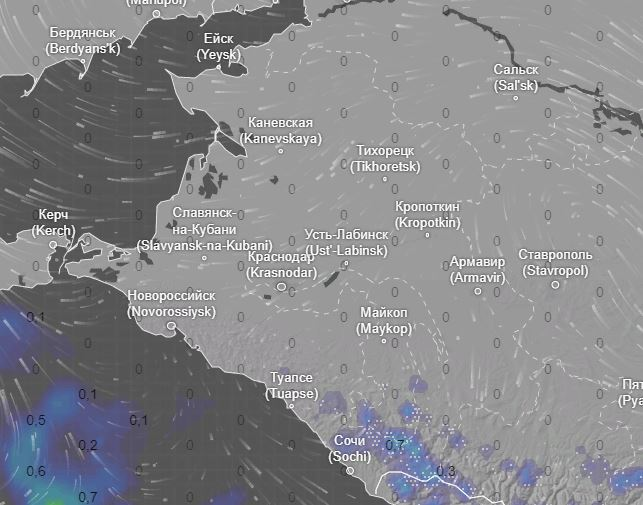 (Mariupol)
Бердянськ
(Berdyans'k)
Ейск
(Yeysk)
Сальск
(Sal'sk)
Каневская
(Kanevskaya)
Тихорецк
(Tikhoretsk)
Кропоткин
(Kropotkin)
Керч
(Kerch)
Славянск-
на-Кубани
(Slavyansk-na-Kubani)
Усть-Лабинск
(Ust'-Labinsk)
Краснодар
(Krasnodar)
Армавир
(Armavir)
Ставрополь
(Stavropol)
Новороссийск
(Novorossiysk)
Майкоп
(Maykop)
Туапсе
(Tuapse)
Пят
(Pya
Сочи
(Sochi)
0,1
0,1
0,5
0,1
0,2
0,7
0,6
0,3
0,7